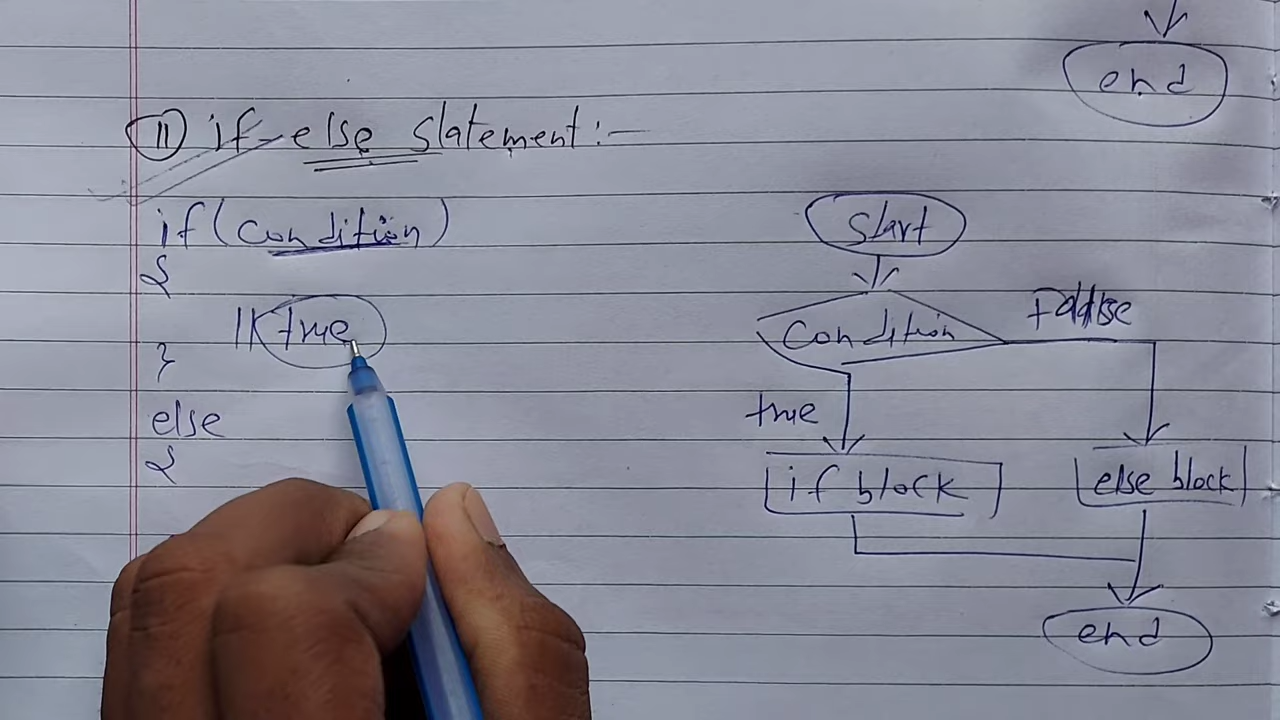 end
11 if-else statement:-
if (condition)
{
// true
}
else
{
start
condition
false
true
if block
else block
end